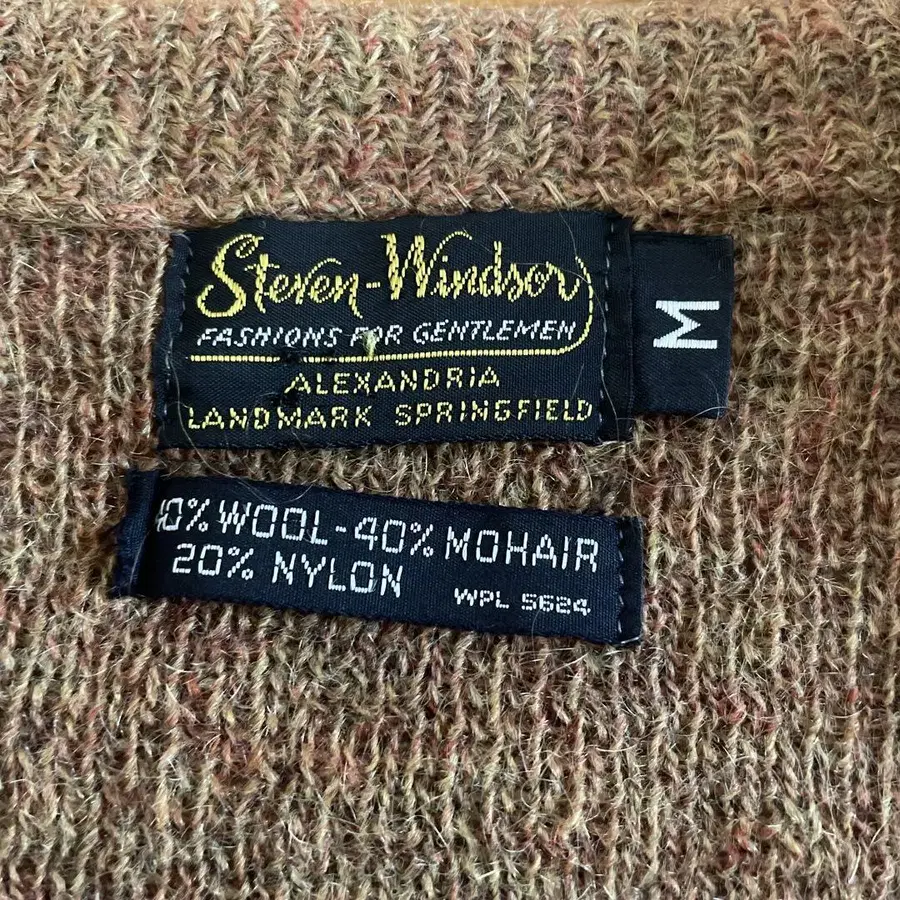 Steven-Windsor
FASHIONS FOR GENTLEMEN
ALEXANDRIA
LANDMARK SPRINGFIELD
M
40% WOOL-40% MOHAIR
20% NYLON
WPL 5624